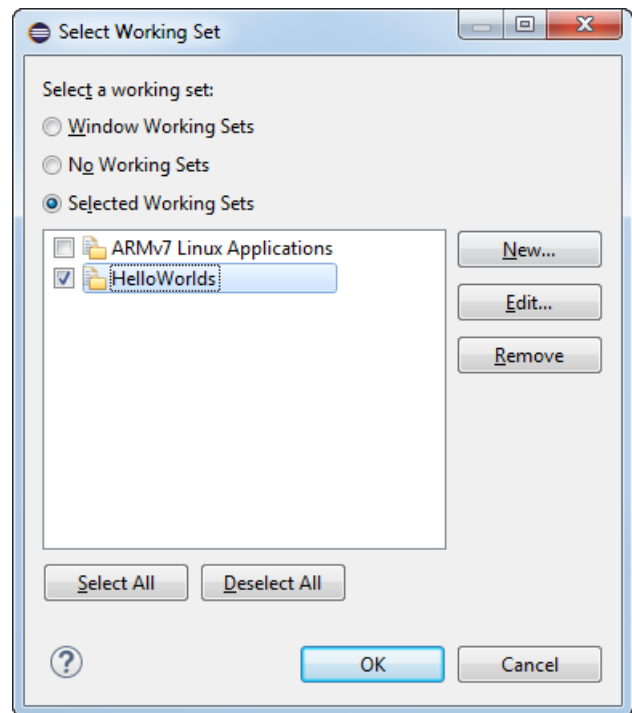 Select Working Set
Select a working set:
Window Working Sets
No Working Sets
Selected Working Sets
ARMv7 Linux Applications
HelloWorlds
New...
Edit...
Remove
Select All Deselect All
? OK Cancel